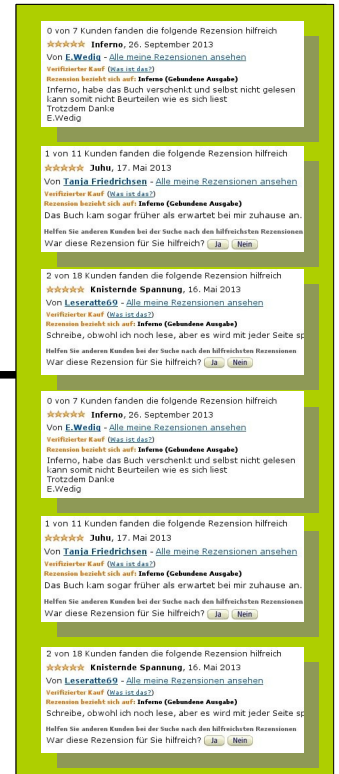 0 von 7 Kunden fanden die folgende Rezension hilfreich
Inferno, 26. September 2013
Von E.Wedig - Alle meine Rezensionen ansehen
Verifizierter Kauf (Was ist das?)
Rezension bezieht sich auf: Inferno (Gebundene Ausgabe)
Inferno, habe das Buch verschenkt und selbst nicht gelesen
kann somit nicht Beurteilen wie es sich liest
Trotzdem Danke
E.Wedig
1 von 11 Kunden fanden die folgende Rezension hilfreich
Juhu, 17. Mai 2013
Von Tanja Friedrichsen - Alle meine Rezensionen ansehen
Verifizierter Kauf (Was ist das?)
Rezension bezieht sich auf: Inferno (Gebundene Ausgabe)
Das Buch kam sogar früher als erwartet bei mir zuhause an.
Helfen Sie anderen Kunden bei der Suche nach den hilfreichsten Rezensionen
War diese Rezension für Sie hilfreich? Ja Nein
2 von 18 Kunden fanden die folgende Rezension hilfreich
Knisternde Spannung, 16. Mai 2013
Von Leseratte69 - Alle meine Rezensionen ansehen
Verifizierter Kauf (Was ist das?)
Rezension bezieht sich auf: Inferno (Gebundene Ausgabe)
Schreibe, obwohl ich noch lese, aber es wird mit jeder Seite sp
Helfen Sie anderen Kunden bei der Suche nach den hilfreichsten Rezensionen
War diese Rezension für Sie hilfreich? Ja Nein
0 von 7 Kunden fanden die folgende Rezension hilfreich
Inferno, 26. September 2013
Von E.Wedig - Alle meine Rezensionen ansehen
Verifizierter Kauf (Was ist das?)
Rezension bezieht sich auf: Inferno (Gebundene Ausgabe)
Inferno, habe das Buch verschenkt und selbst nicht gelesen
kann somit nicht Beurteilen wie es sich liest
Trotzdem Danke
E.Wedig
1 von 11 Kunden fanden die folgende Rezension hilfreich
Juhu, 17. Mai 2013
Von Tanja Friedrichsen - Alle meine Rezensionen ansehen
Verifizierter Kauf (Was ist das?)
Rezension bezieht sich auf: Inferno (Gebundene Ausgabe)
Das Buch kam sogar früher als erwartet bei mir zuhause an.
Helfen Sie anderen Kunden bei der Suche nach den hilfreichsten Rezensionen
War diese Rezension für Sie hilfreich? Ja Nein
2 von 18 Kunden fanden die folgende Rezension hilfreich
Knisternde Spannung, 16. Mai 2013
Von Leseratte69 - Alle meine Rezensionen ansehen
Verifizierter Kauf (Was ist das?)
Rezension bezieht sich auf: Inferno (Gebundene Ausgabe)
Schreibe, obwohl ich noch lese, aber es wird mit jeder Seite sp
Helfen Sie anderen Kunden bei der Suche nach den hilfreichsten Rezensionen
War diese Rezension für Sie hilfreich? Ja Nein